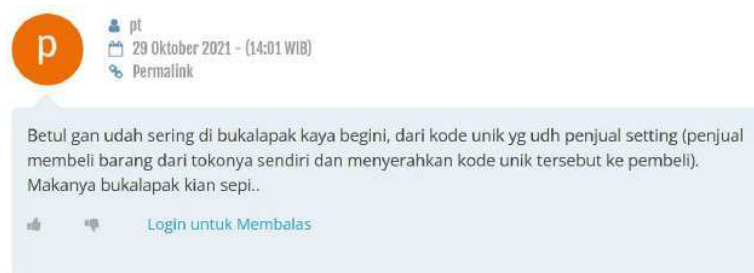 p
pt
29 Oktober 2021 - (14:01 WIB)
Permalink
Betul gan udah sering di bukalapak kaya begini, dari kode unik yg udh penjual setting (penjual
membeli barang dari tokonya sendiri dan menyerahkan kode unik tersebut ke pembeli).
Makanya bukalapak kian sepi..
Login untuk Membalas